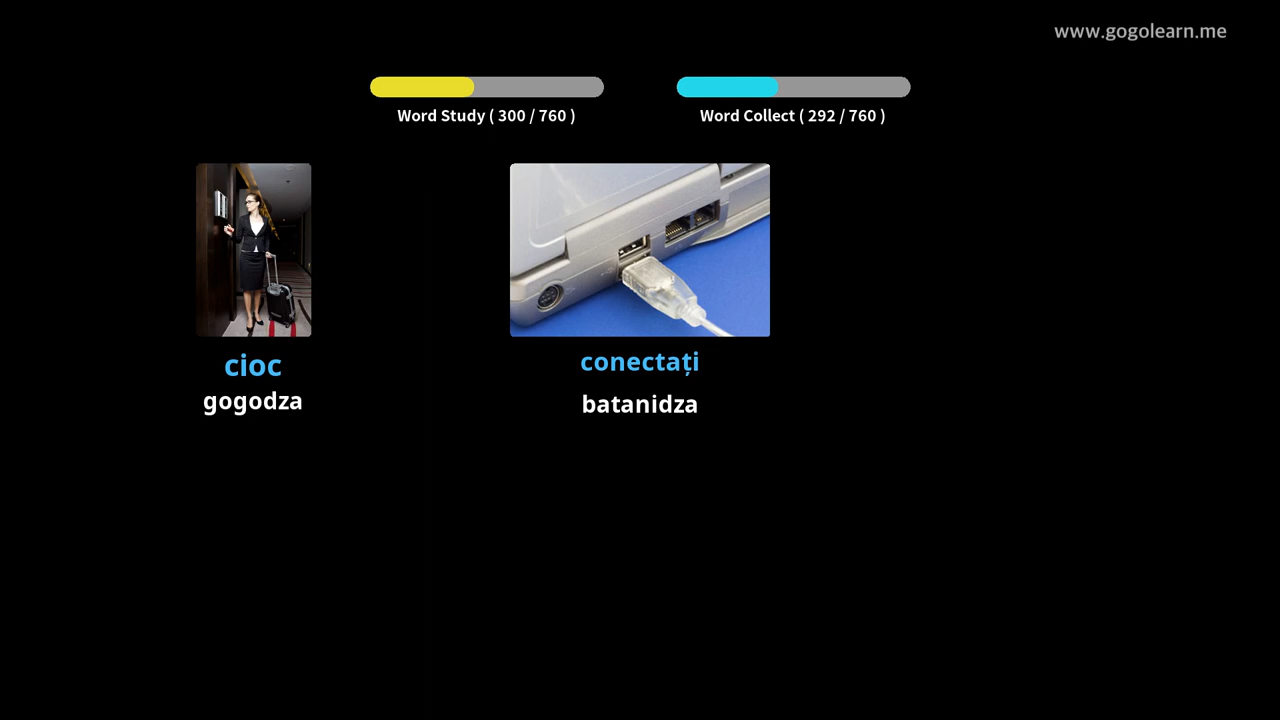 www.gogolearn.me
Word Study ( 300 / 760 )
Word Collect ( 292 / 760 )
cioc
gogodza
conectați
batanidza